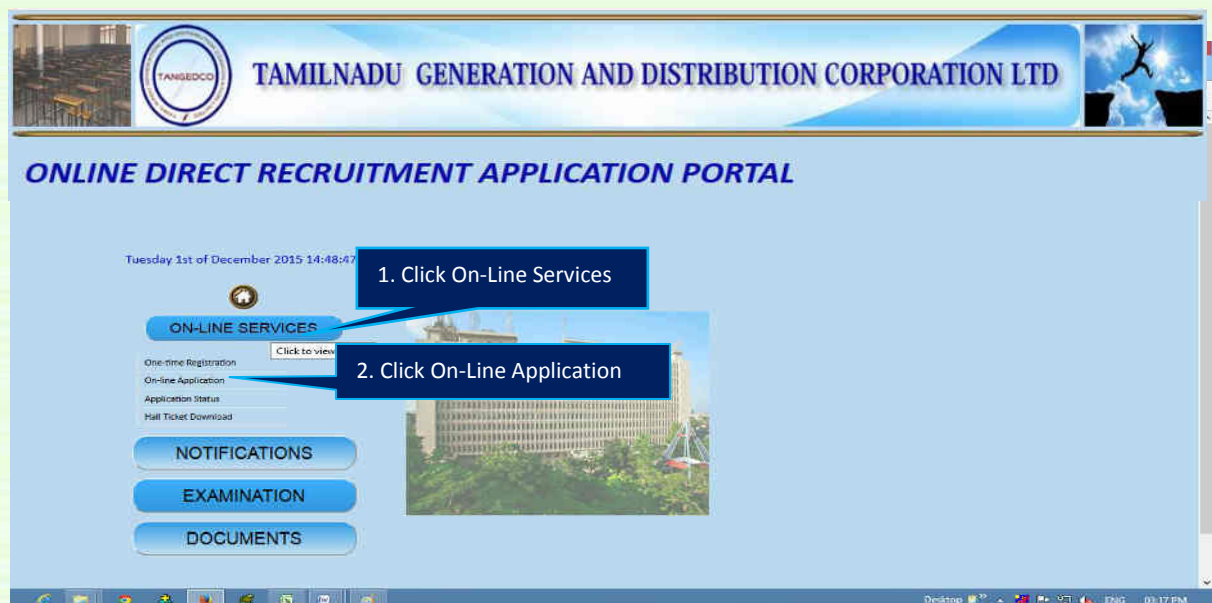 TANGEDCO
TAMILNADU GENERATION AND DISTRIBUTION CORPORATION LTD
ONLINE DIRECT RECRUITMENT APPLICATION PORTAL
Tuesday 1st of December 2015 14:48:47
1. Click On-Line Services
ON-LINE SERVICES
Click to view
One-time Registration
2. Click On-Line Application
On-line Application
Application Status
Hall Ticket Download
NOTIFICATIONS
EXAMINATION
DOCUMENTS
Desktop
ENG
03:17 PM